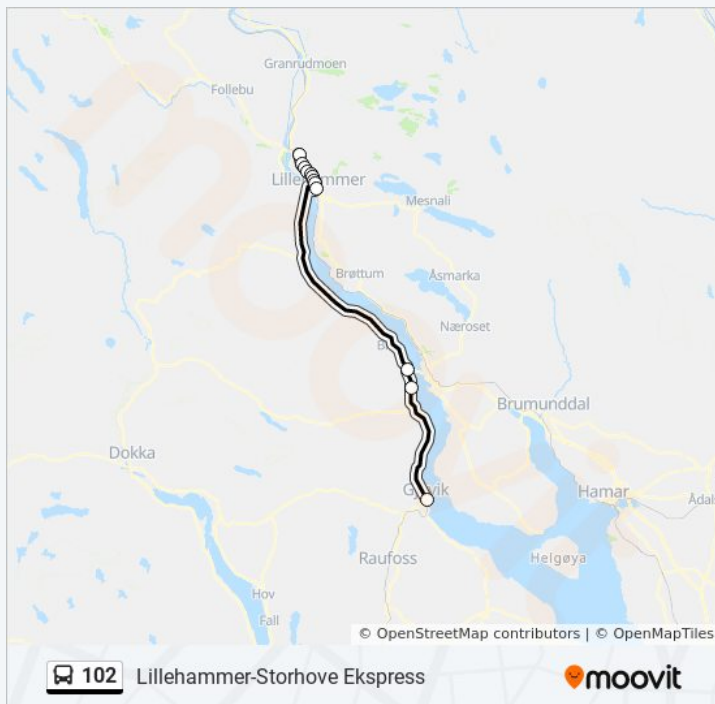 Granrudmoen
Follebu
Lillehammer
Mesnali
Brøttum
Åsmarka
Næroset
Brumunddal
Dokka
Gjøvik
Hamar
Ådals
Raufoss
Helgøya
Hov
Fall
© OpenStreetMap contributors | © OpenMapTiles
102 Lillehammer-Storhove Ekspress moovit